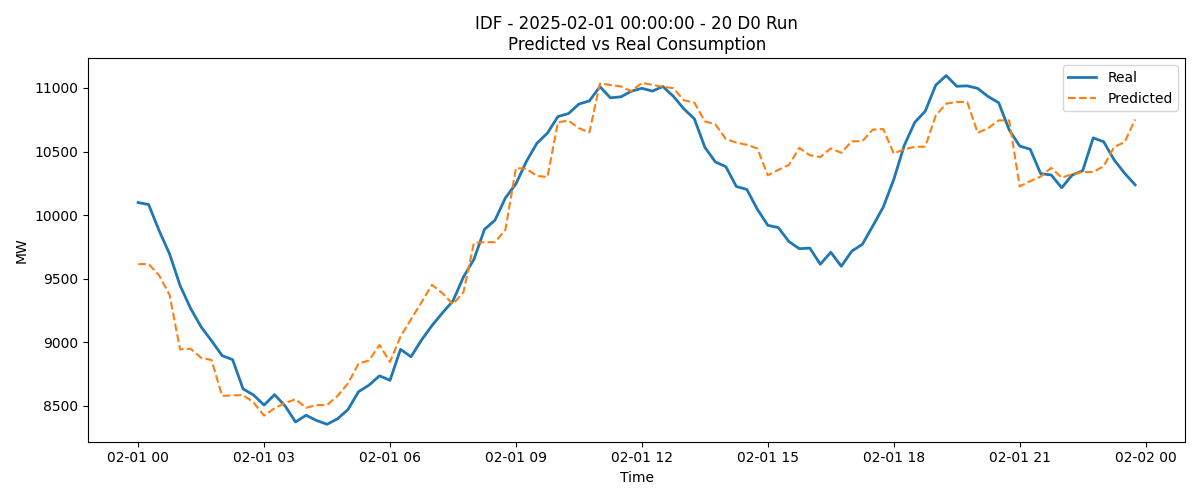 IDF - 2025-02-01 00:00:00 - 20 D0 Run
Predicted vs Real Consumption
Real
Predicted
MW
11000
10500
10000
9500
9000
8500
02-01 00
02-01 03
02-01 06
02-01 09
02-01 12
02-01 15
02-01 18
02-01 21
02-02 00
Time